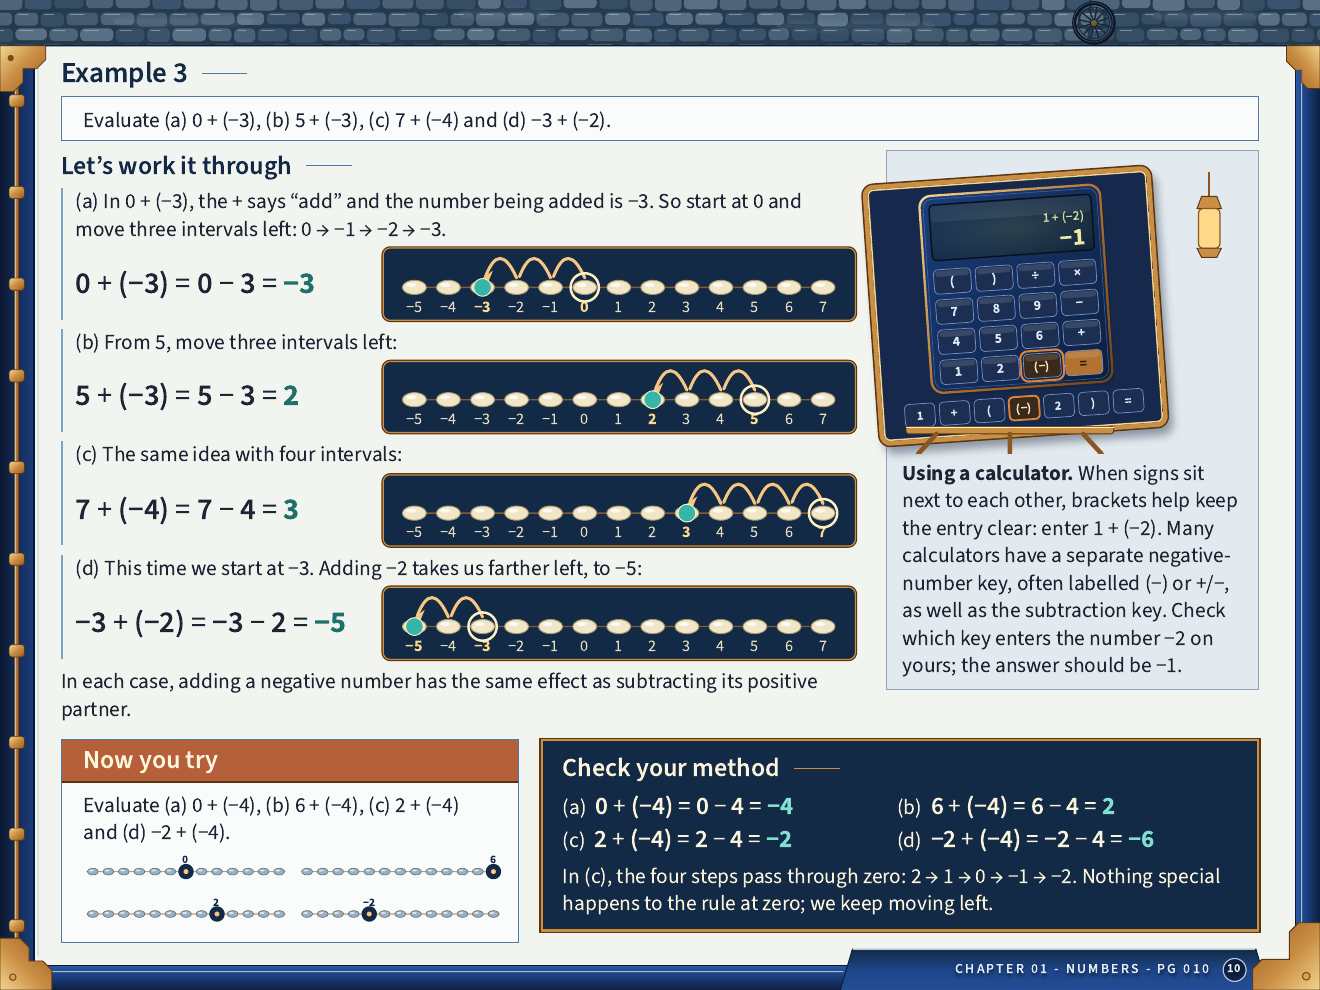 Example 3
Evaluate (a) 0 + (−3), (b) 5 + (−3), (c) 7 + (−4) and (d) −3 + (−2).
Let’s work it through
(a) In 0 + (−3), the + says “add” and the number being added is −3. So start at 0 and
move three intervals left: 0 → −1 → −2 → −3.
0 + (−3) = 0 − 3 = −3
−5 −4 −3 −2 −1 0 1 2 3 4 5 6 7
(b) From 5, move three intervals left:
5 + (−3) = 5 − 3 = 2
−5 −4 −3 −2 −1 0 1 2 3 4 5 6 7
(c) The same idea with four intervals:
7 + (−4) = 7 − 4 = 3
−5 −4 −3 −2 −1 0 1 2 3 4 5 6 7
(d) This time we start at −3. Adding −2 takes us farther left, to −5:
−3 + (−2) = −3 − 2 = −5
−5 −4 −3 −2 −1 0 1 2 3 4 5 6 7
In each case, adding a negative number has the same effect as subtracting its positive
partner.
1 + (−2)
−1
( ) ÷ ×
7 8 9 −
4 5 6 +
1 2 (−) =
1 + ( (−) 2 ) =
Using a calculator. When signs sit
next to each other, brackets help keep
the entry clear: enter 1 + (−2). Many
calculators have a separate negative-
number key, often labelled (−) or +/−,
as well as the subtraction key. Check
which key enters the number −2 on
yours; the answer should be −1.
Now you try
Evaluate (a) 0 + (−4), (b) 6 + (−4), (c) 2 + (−4)
and (d) −2 + (−4).
0 6
2 −2
Check your method
(a) 0 + (−4) = 0 − 4 = −4
(b) 6 + (−4) = 6 − 4 = 2
(c) 2 + (−4) = 2 − 4 = −2
(d) −2 + (−4) = −2 − 4 = −6
In (c), the four steps pass through zero: 2 → 1 → 0 → −1 → −2. Nothing special
happens to the rule at zero; we keep moving left.
CHAPTER 01 - NUMBERS - PG 010 10